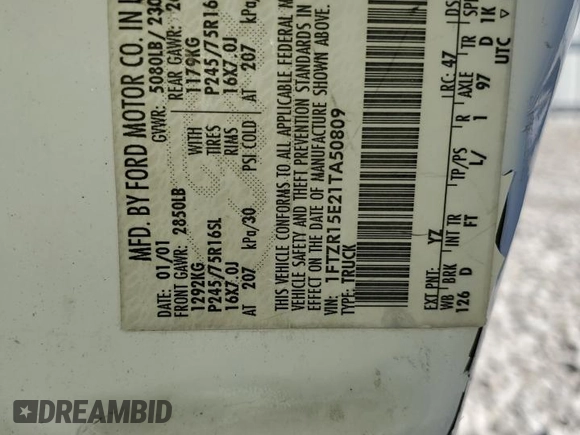 MFD. BY FORD MOTOR CO. IN
DATE: 01/01 GVWR: 5080LB/
FRONT GAWR: 2850LB REAR GAWR:
1292KG WITH 1179KG
P245/75R16SL TIRES P245/75R16
16X7.0J RIMS 16X7.0J
AT 207 kPa/30 PSI COLD AT 207 kPa/
THIS VEHICLE CONFORMS TO ALL APPLICABLE FEDERAL
VEHICLE SAFETY AND THEFT PREVENTION STANDARDS IN
EFFECT ON THE DATE OF MANUFACTURE SHOWN ABOVE.
VIN: 1FTZR15E21TA50809
TYPE: TRUCK
EXT PNT: YZ RC: 47 DS
WB BRK INT TR TP/PS R AXLE TR SP
126 D FT L/ 1 97 D 1K
UTC
DREAMBID